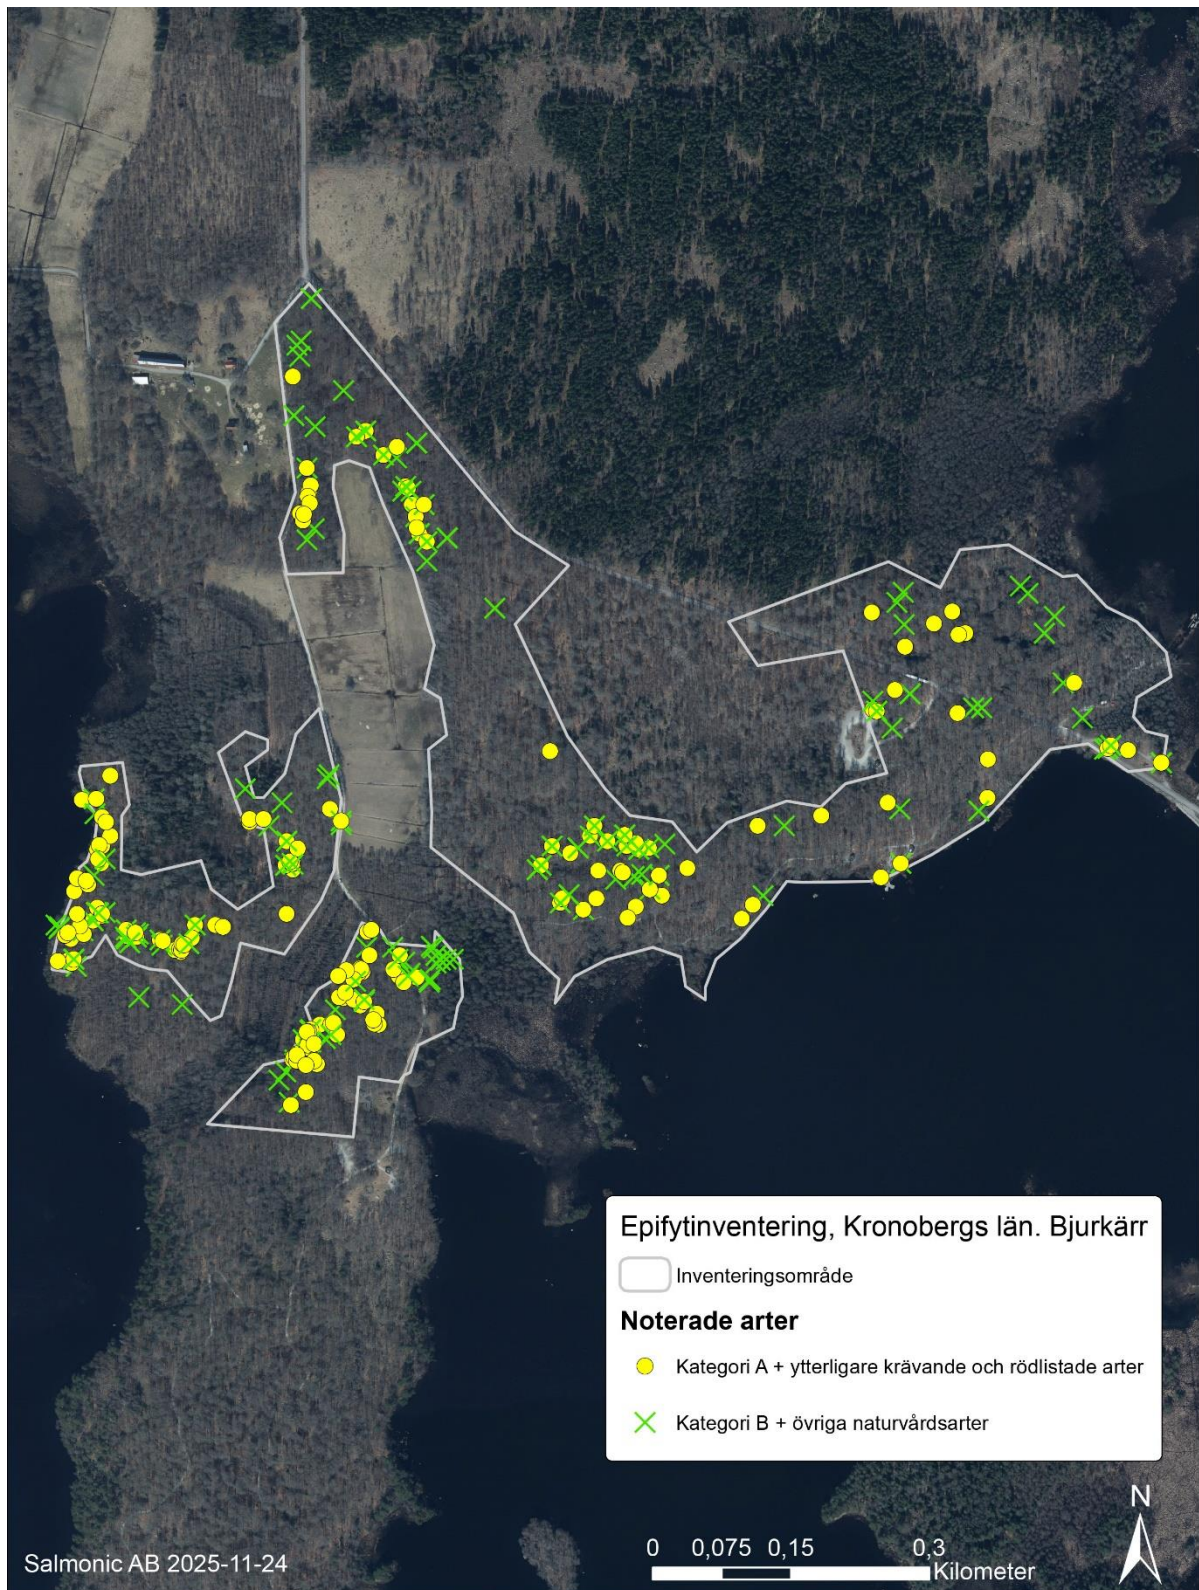 Epifytinventering, Kronobergs län. Bjurkärr
Inventeringsområde
Noterade arter
Kategori A + ytterligare krävande och rödlistade arter
Kategori B + övriga naturvårdsarter
N
0 0,075 0,15 0,3
Kilometer
Salmonic AB 2025-11-24